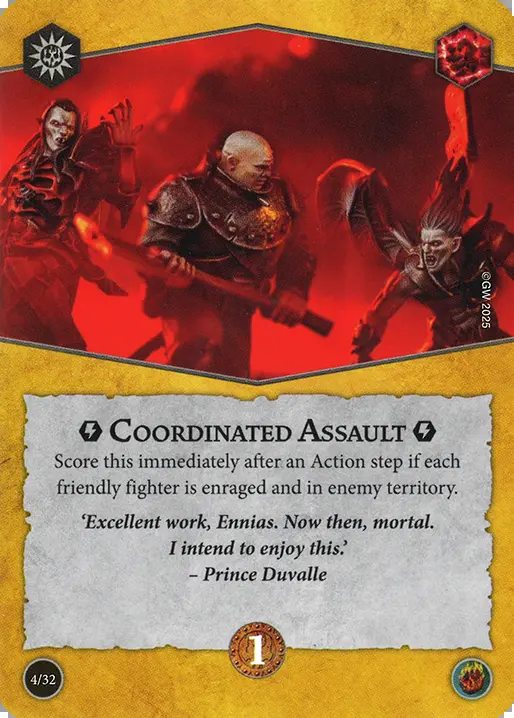 ©GW 2025
COORDINATED ASSAULT
Score this immediately after an Action step if each
friendly fighter is enraged and in enemy territory.
‘Excellent work, Ennias. Now then, mortal.
I intend to enjoy this.’
– Prince Duvalle
1
4/32